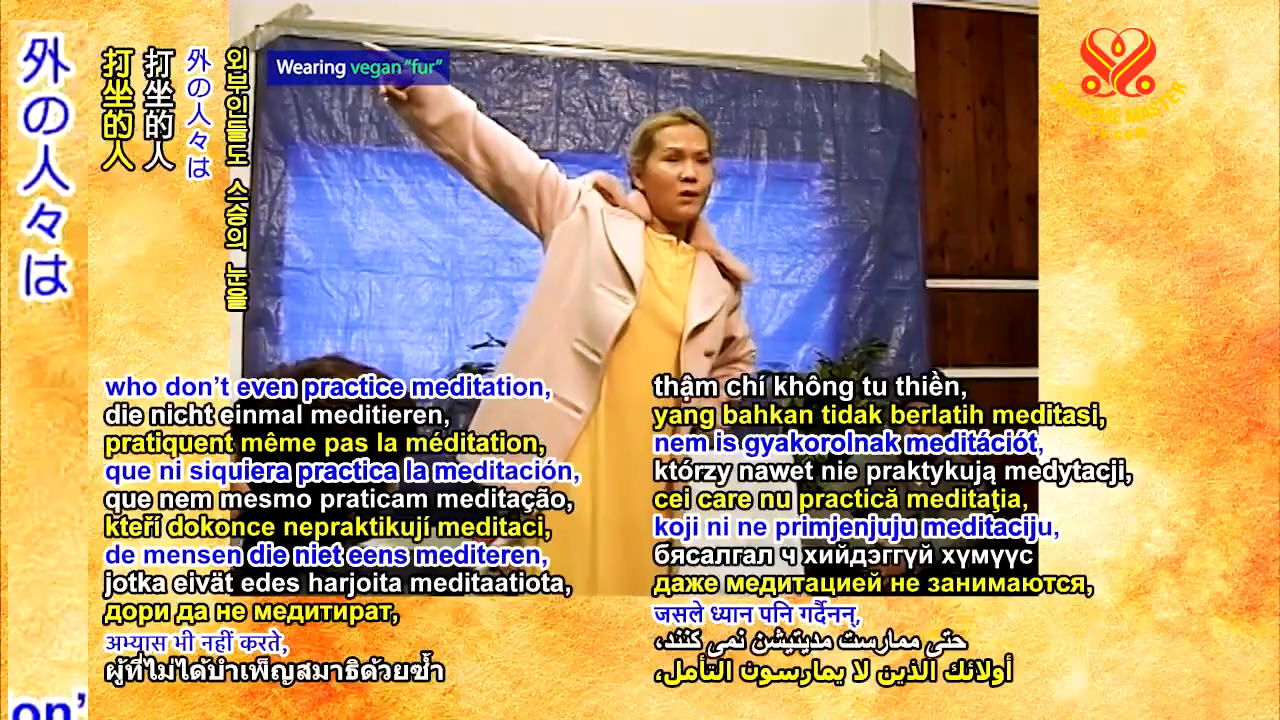 外の人々は
打坐的人
打坐的人
外の人々は
외부인들도 스승의 눈을
Wearing vegan “fur”
SUPREME MASTER
TV.COM
who don’t even practice meditation,
die nicht einmal meditieren,
pratiquent même pas la méditation,
que ni siquiera practica la meditación,
que nem mesmo praticam meditação,
kteří dokonce nepraktikují meditaci,
de mensen die niet eens mediteren,
jotka eivät edes harjoita meditaatiota,
дори да не медитират,
अभ्यास भी नहीं करते,
ผู้ที่ไม่ได้บำเพ็ญสมาธิด้วยซ้ำ
thậm chí không tu thiền,
yang bahkan tidak berlatih meditasi,
nem is gyakorolnak meditációt,
którzy nawet nie praktykują medytacji,
cei care nu practică meditaţia,
koji ni ne primjenjuju meditaciju,
бясалгал ч хийдэггүй хүмүүс
даже медитацией не занимаются,
जसले ध्यान पनि गर्दैनन्,
حتی ممارست مدیتیشن نمی کنند،
أولائك الذين لا يمارسون التأمل،
on’